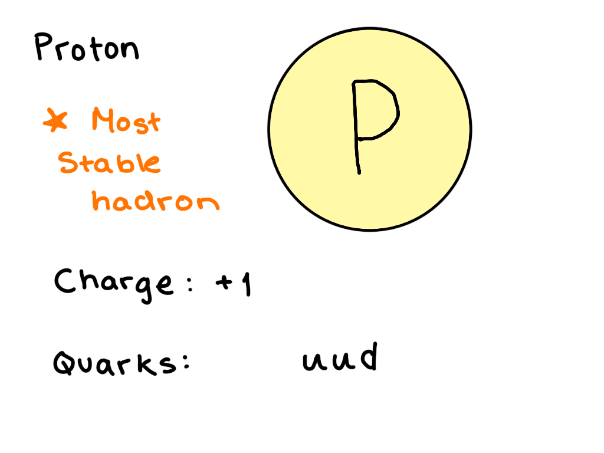 Proton
P
* Most
Stable
hadron
Charge: +1
Quarks: uud